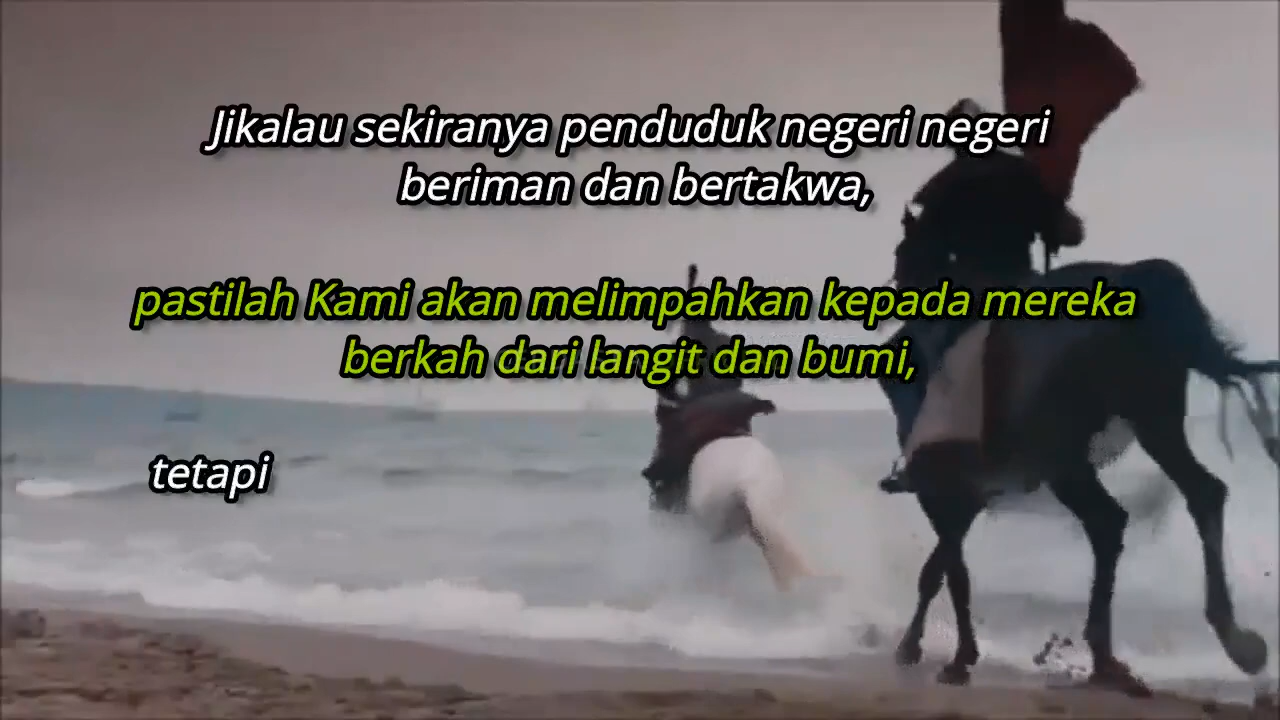 Jikalau sekiranya penduduk negeri negeri
beriman dan bertakwa,
pastilah Kami akan melimpahkan kepada mereka
berkah dari langit dan bumi,
tetapi